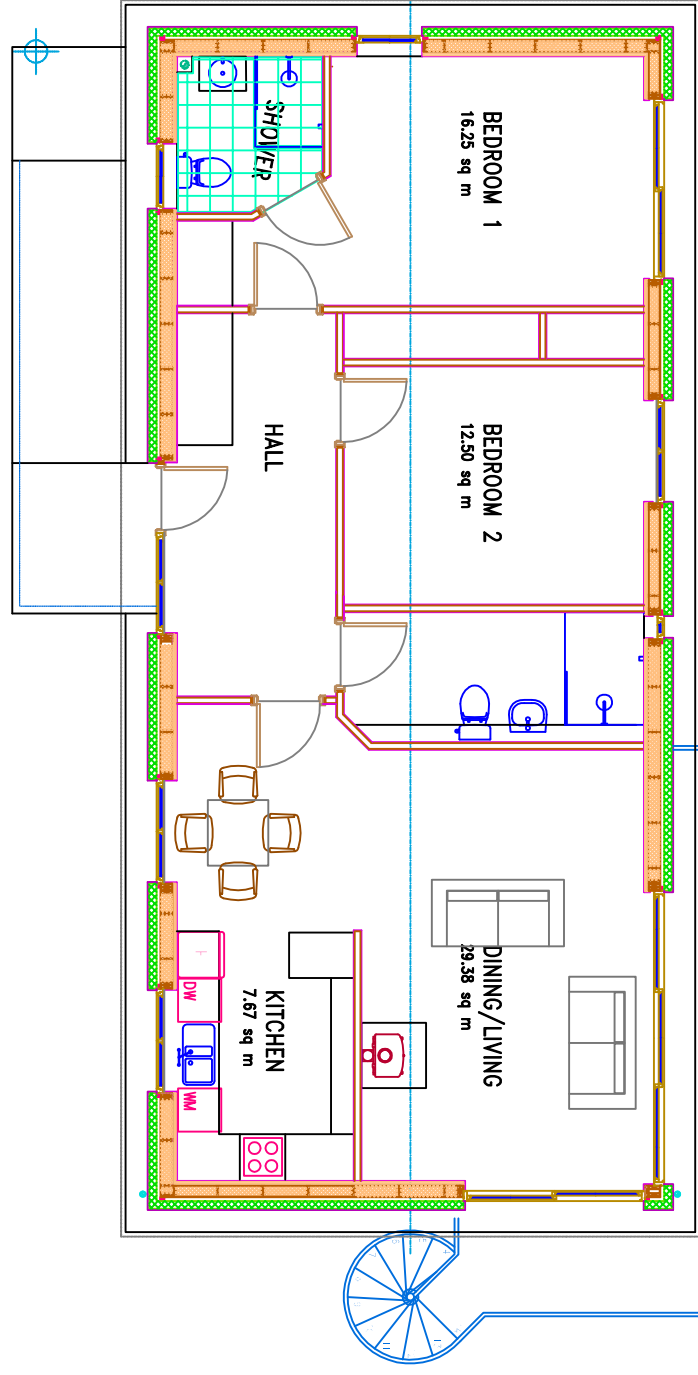 SHOWER
BEDROOM 1
16.25 sq m
HALL
BEDROOM 2
12.50 sq m
DINING/LIVING
29.38 sq m
KITCHEN
7.67 sq m
DW
WM